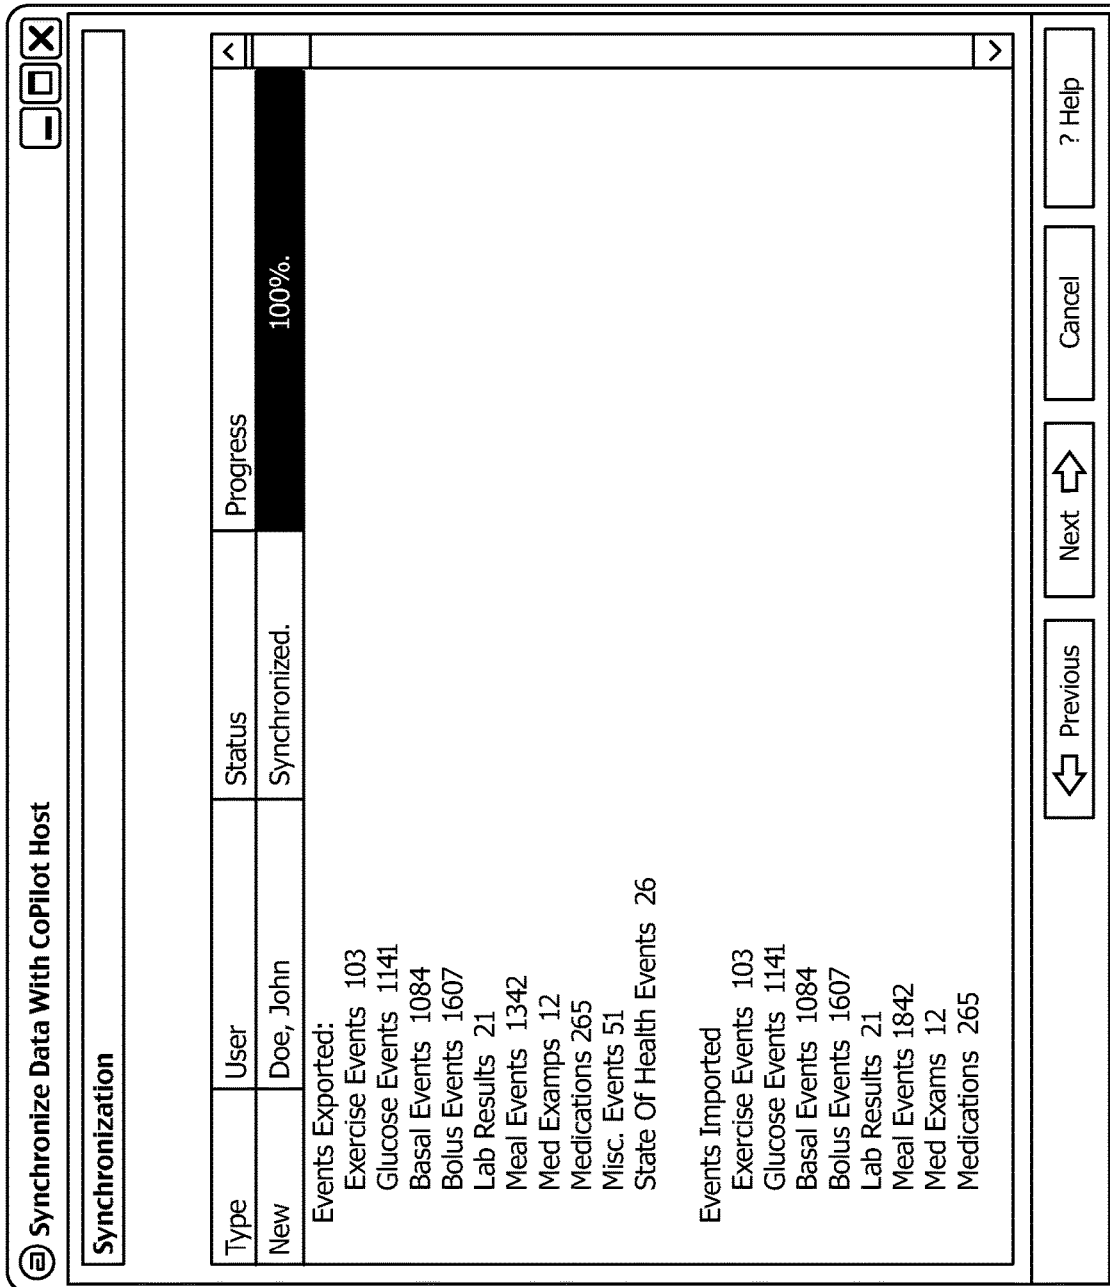 @ Synchronize Data With CoPilot Host
Synchronization
Type User Status Progress
New Doe, John Synchronized. 100%.
Events Exported:
Exercise Events 103
Glucose Events 1141
Basal Events 1084
Bolus Events 1607
Lab Results 21
Meal Events 1342
Med Examps 12
Medications 265
Misc. Events 51
State Of Health Events 26
Events Imported
Exercise Events 103
Glucose Events 1141
Basal Events 1084
Bolus Events 1607
Lab Results 21
Meal Events 1842
Med Exams 12
Medications 265
Previous Next Cancel ? Help